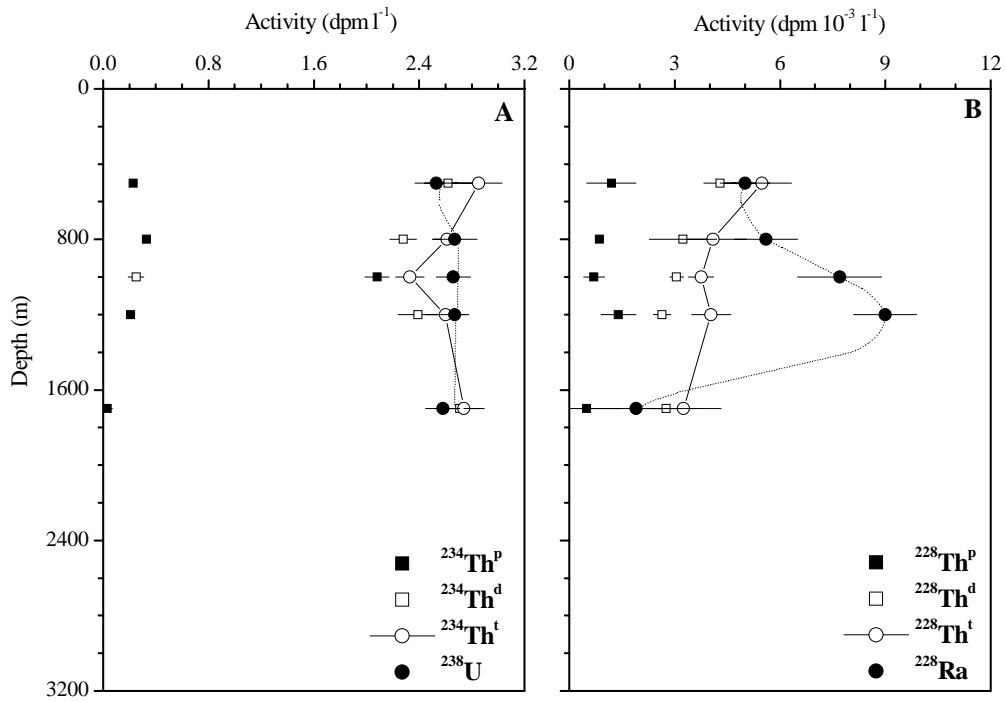 Activity (dpm l⁻¹)
0.0 0.8 1.6 2.4 3.2
Activity (dpm 10⁻³ l⁻¹)
0 3 6 9 12
Depth (m)
0
800
1600
2400
3200
A
²³⁴Thᵖ
²³⁴Thᵈ
²³⁴Thᵗ
²³⁸U
B
²²⁸Thᵖ
²²⁸Thᵈ
²²⁸Thᵗ
²²⁸Ra